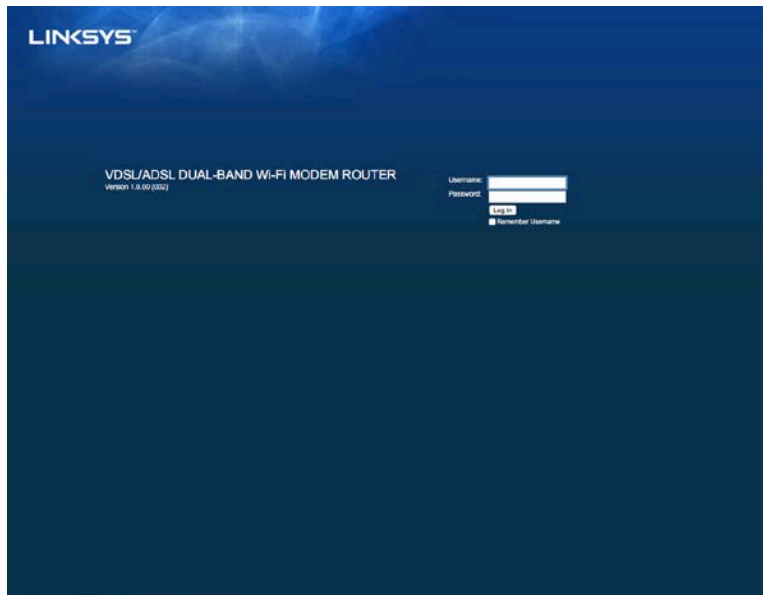 LINKSYS
VDSL/ADSL DUAL-BAND Wi-Fi MODEM ROUTER
Version 1.0.00 (002)
Username:
Password:
Log in
Remember Username